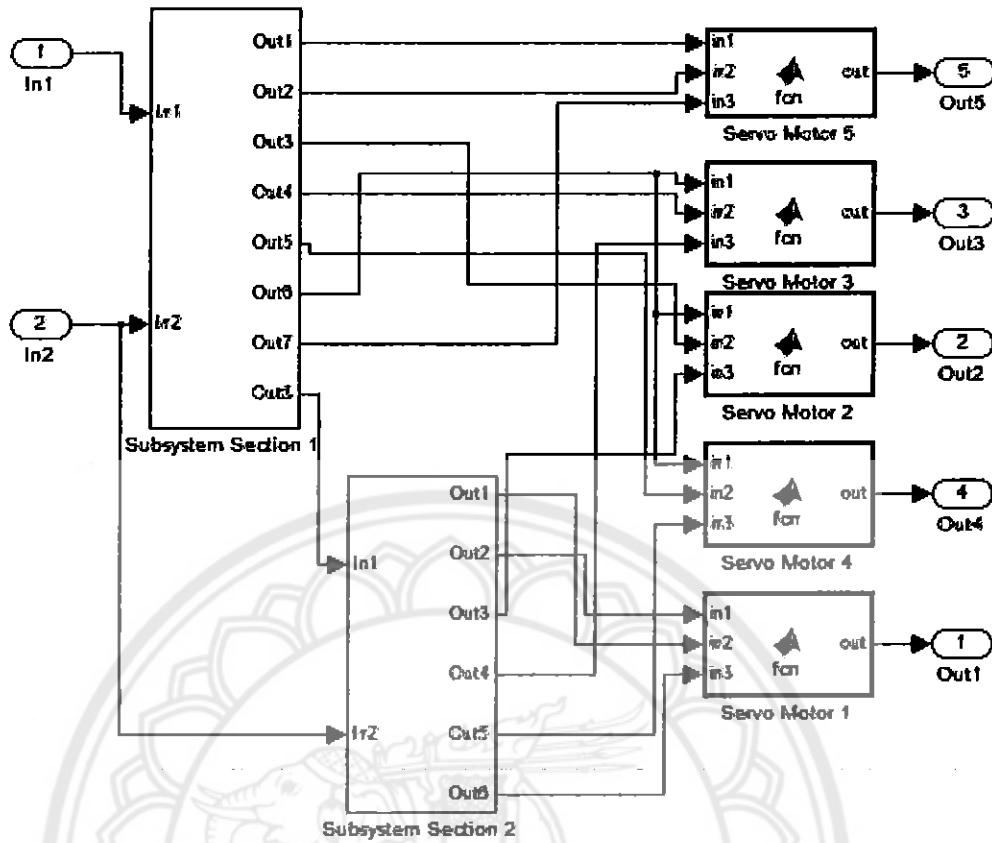 1
In1
2
In2
In1
In2
Out1
Out2
Out3
Out4
Out5
Out6
Out7
Out8
Subsystem Section 1
In1
In2
Out1
Out2
Out3
Out4
Out5
Out6
Subsystem Section 2
in1
in2
in3
fcn
out
Servo Motor 5
5
Out5
in1
in2
in3
fcn
out
Servo Motor 3
3
Out3
in1
in2
in3
fcn
out
Servo Motor 2
2
Out2
in1
in2
in3
fcn
out
Servo Motor 4
4
Out4
in1
in2
in3
fcn
out
Servo Motor 1
1
Out1